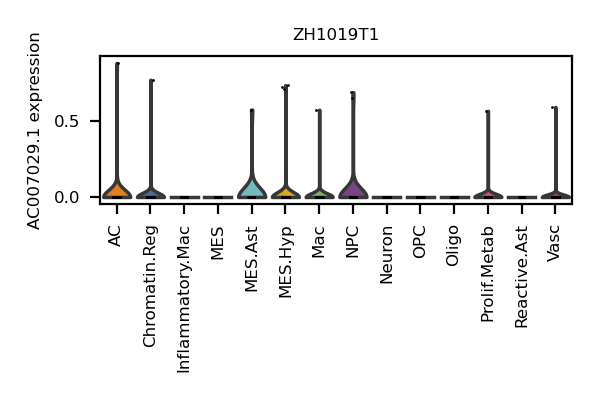 ZH1019T1
AC007029.1 expression
0.5
0.0
AC
Chromatin.Reg
Inflammatory.Mac
MES
MES.Ast
MES.Hyp
Mac
NPC
Neuron
OPC
Oligo
Prolif.Metab
Reactive.Ast
Vasc